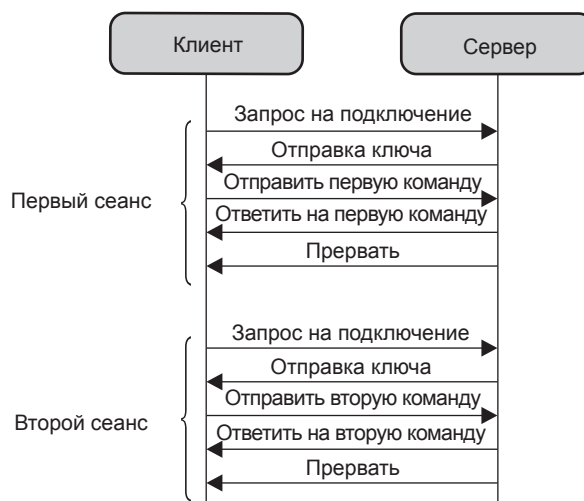 Клиент
Сервер
Запрос на подключение
Отправка ключа
Отправить первую команду
Ответить на первую команду
Прервать
Первый сеанс
Запрос на подключение
Отправка ключа
Отправить вторую команду
Ответить на вторую команду
Прервать
Второй сеанс